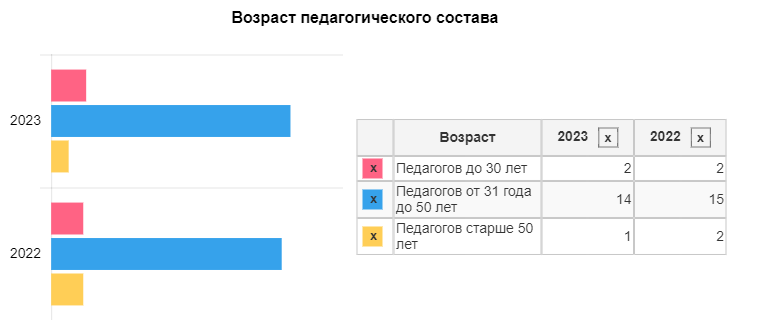 Возраст педагогического состава
2023
2022
Возраст 2023 x 2022 x
x Педагогов до 30 лет 2 2
x Педагогов от 31 года
до 50 лет 14 15
x Педагогов старше 50
лет 1 2